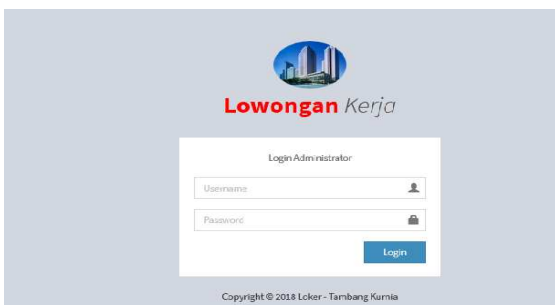 Lowongan Kerja
Login Administrator
Username
Password
Login
Copyright © 2018 Loker - Tambang Kurnia